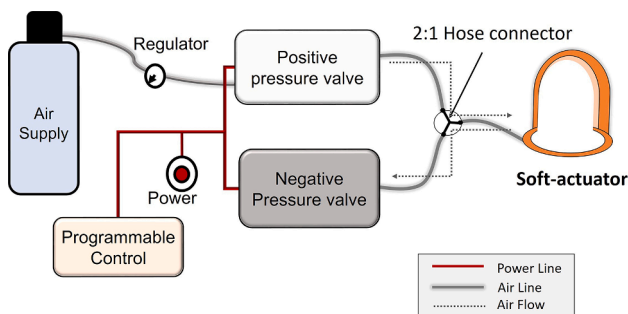 Air
Supply
Regulator
Positive
pressure valve
2:1 Hose connector
Power
Negative
Pressure valve
Soft-actuator
Programmable
Control
Power Line
Air Line
Air Flow